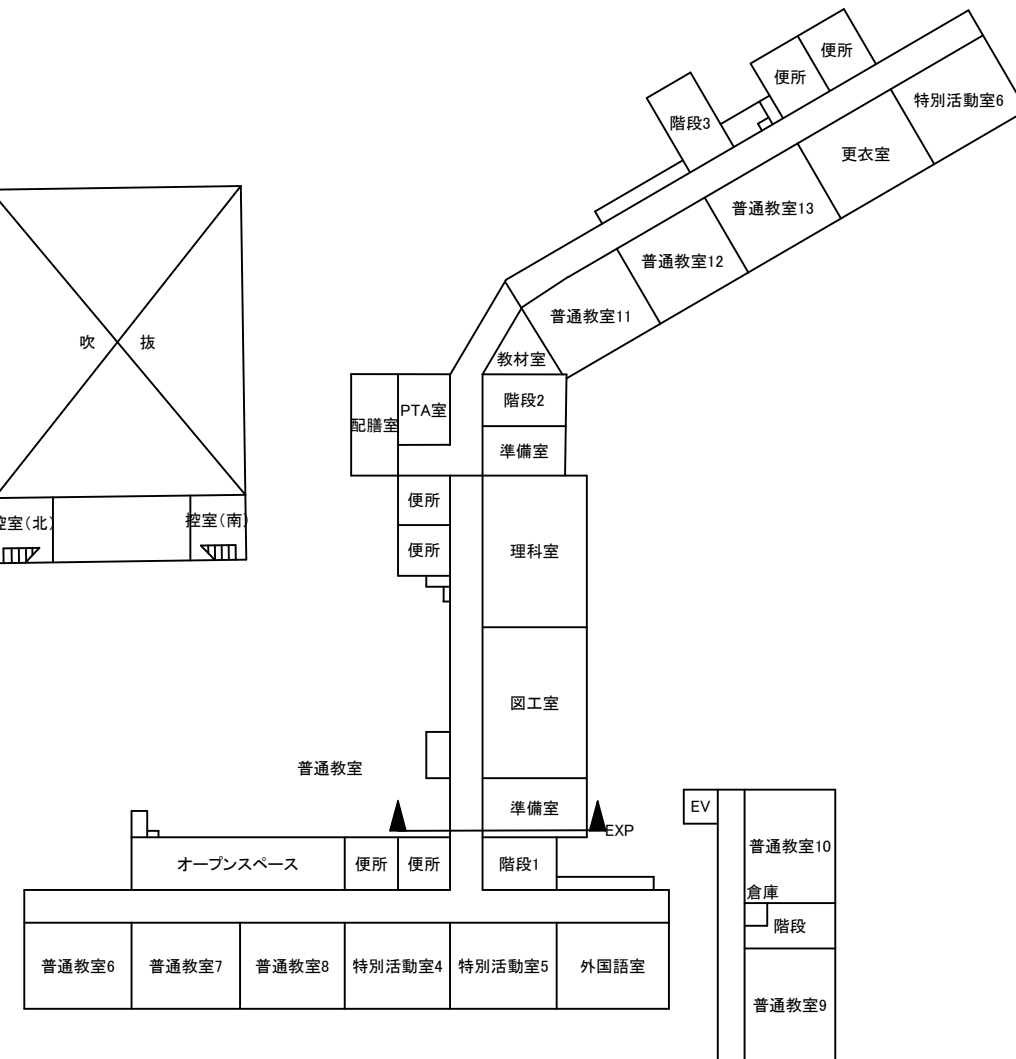 便所
便所
階段3
特別活動室6
更衣室
普通教室13
普通教室12
普通教室11
吹
抜
教材室
階段2
PTA室
配膳室
準備室
便所
便所
控室(北)
控室(南)
理科室
図工室
普通教室
準備室
EXP
EV
普通教室10
オープンスペース
便所
便所
階段1
倉庫
階段
普通教室6
普通教室7
普通教室8
特別活動室4
特別活動室5
外国語室
普通教室9